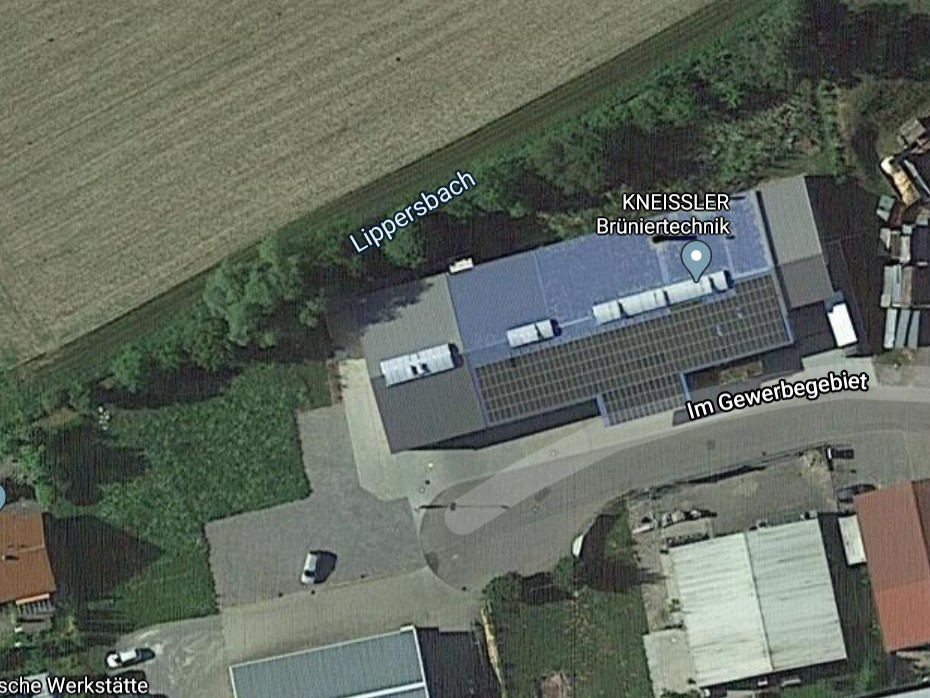 Lippersbach
KNEISSLER
Brüniertechnik
Im Gewerbegebiet
sche Werkstätte